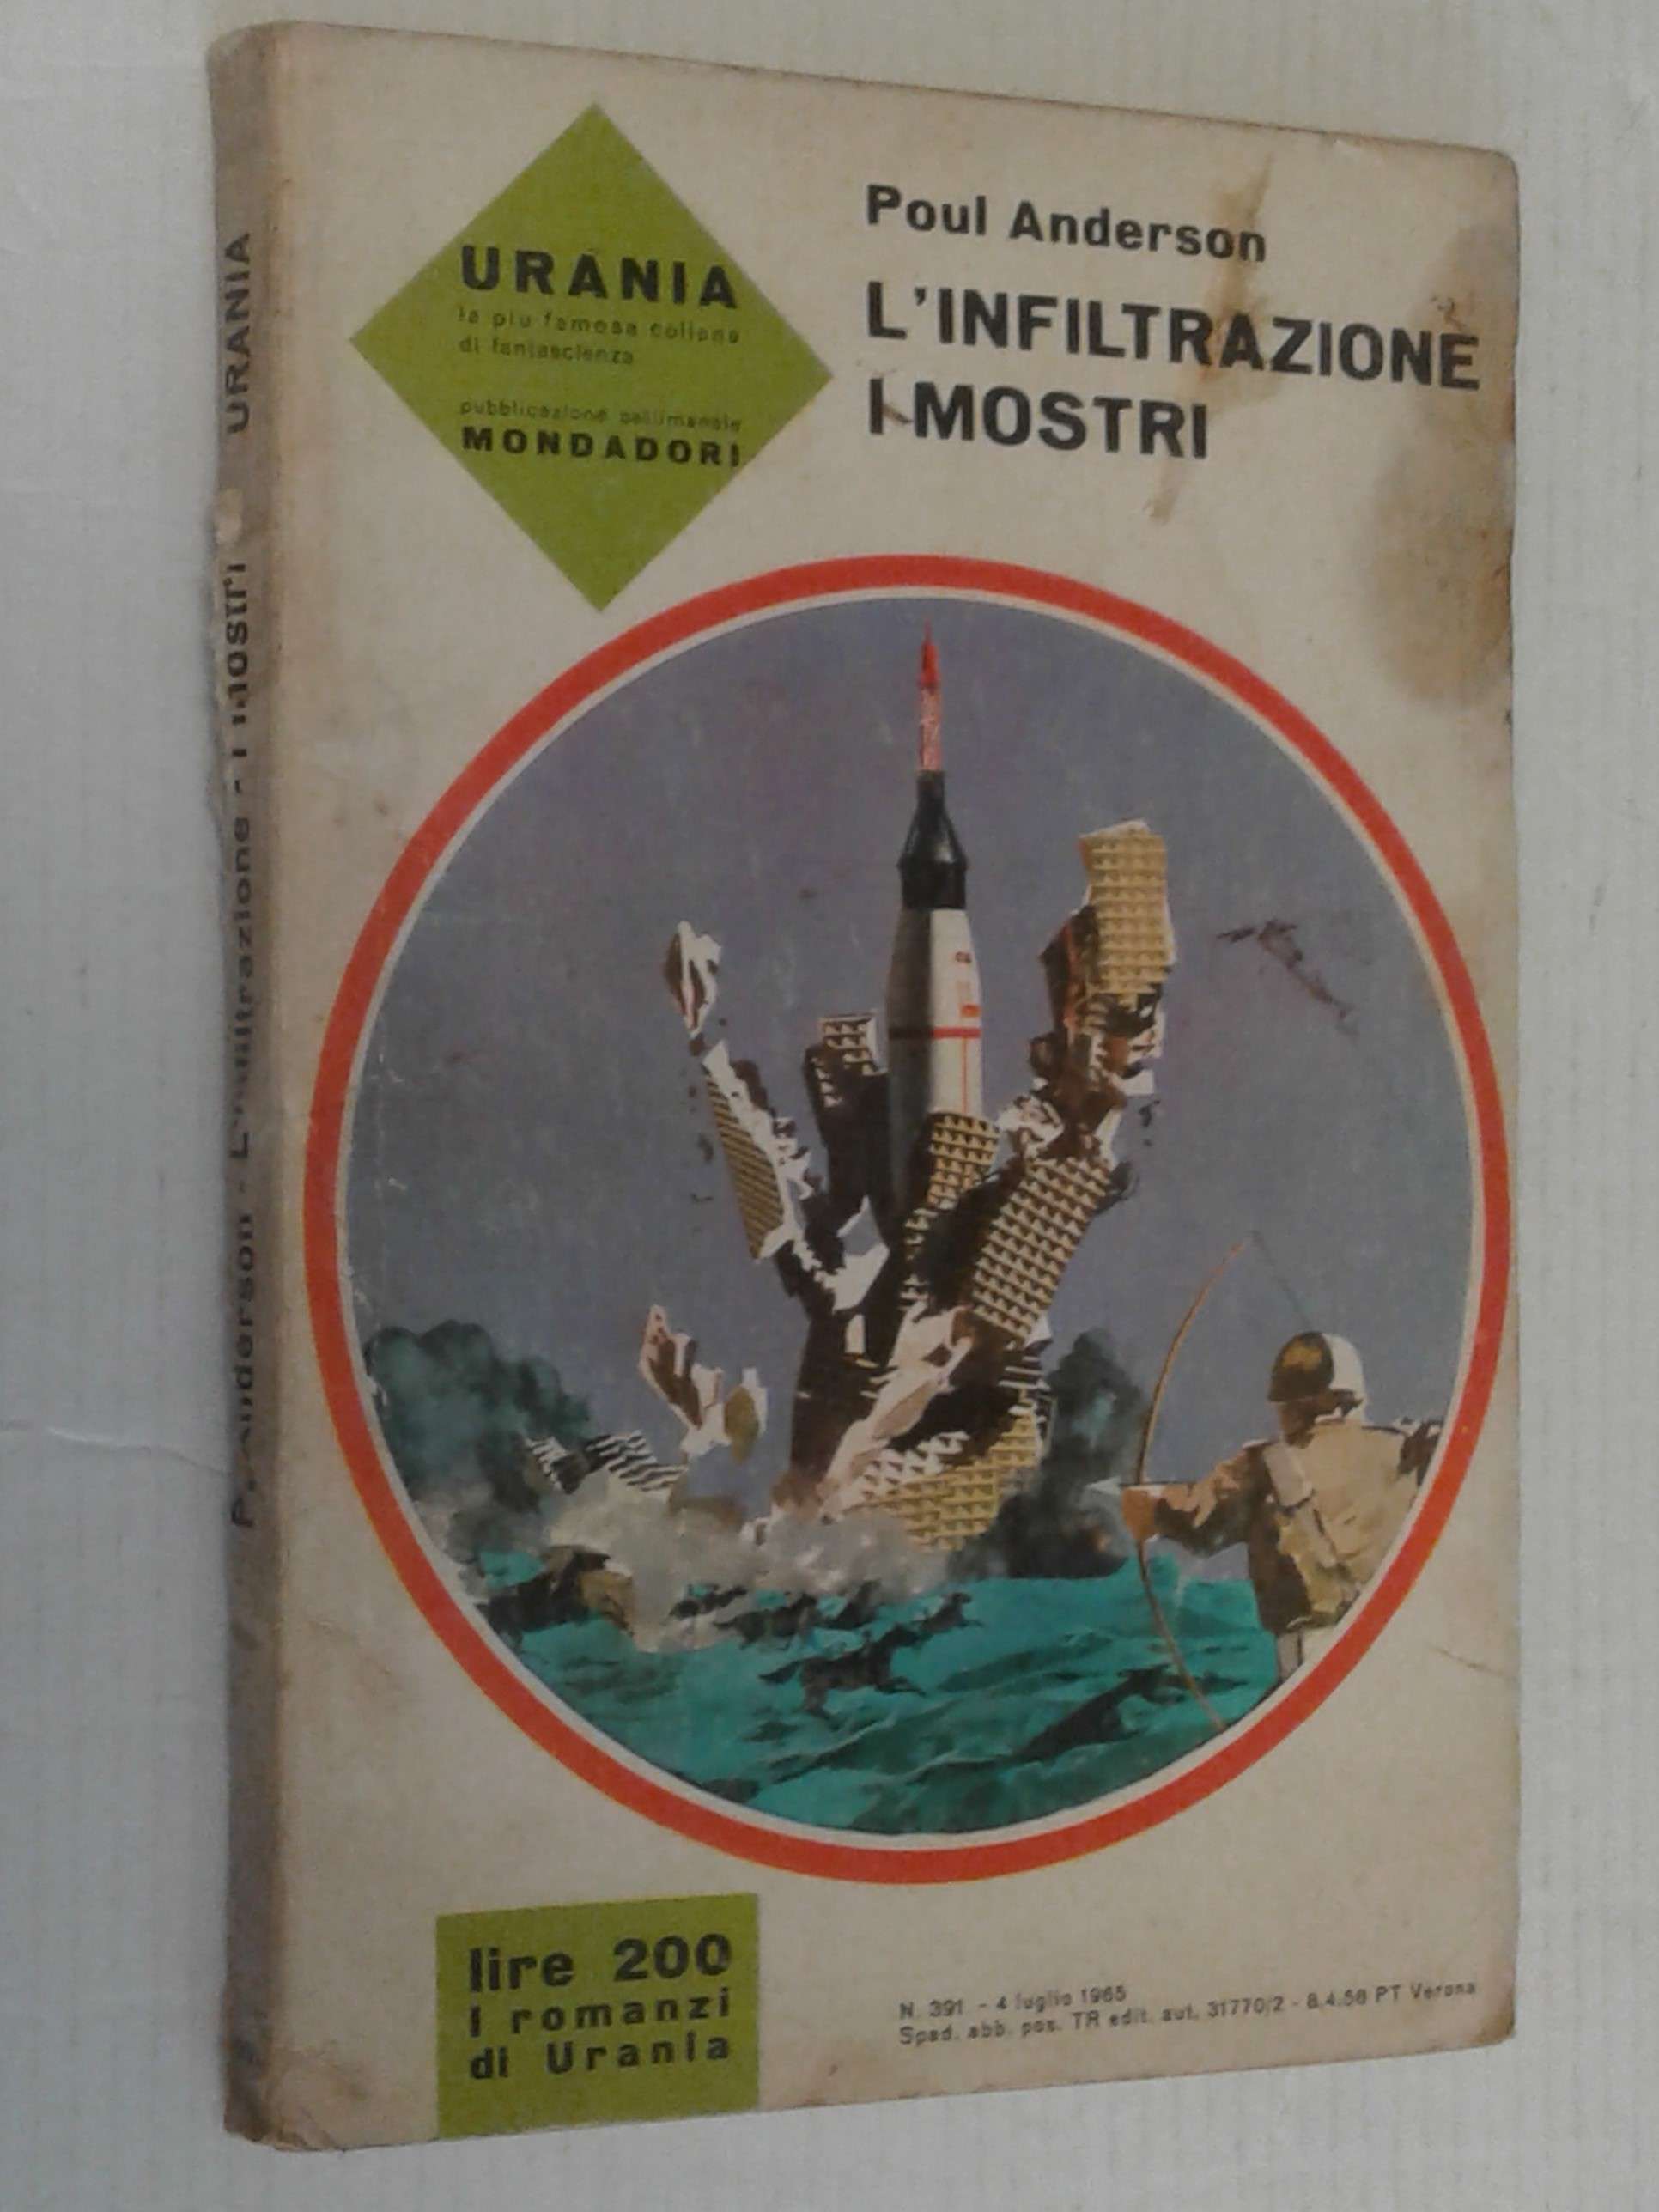 URANIA
la più famosa collana
di fantascienza
pubblicazione settimanale
MONDADORI
Poul Anderson
L'INFILTRAZIONE
I MOSTRI
lire 200
I romanzi
di Urania
N. 391 - 4 luglio 1965
Sped. abb. pos. TR edit. aut. 31770/2 - 8.4.58 PT Verona
P. Anderson - L'infiltrazione - I mostri URANIA